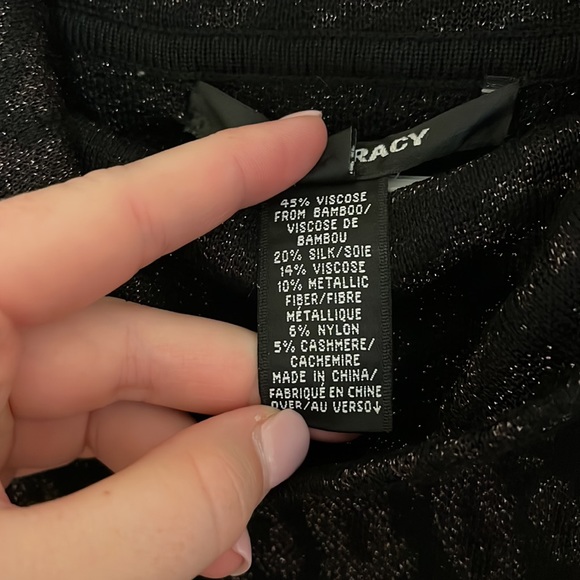 RACY
45% VISCOSE
FROM BAMBOO/
VISCOSE DE
BAMBOU
20% SILK/SOIE
14% VISCOSE
10% METALLIC
FIBER/FIBRE
MÉTALLIQUE
6% NYLON
5% CASHMERE/
CACHEMIRE
MADE IN CHINA/
FABRIQUÉ EN CHINE
OVER/AU VERSO↓